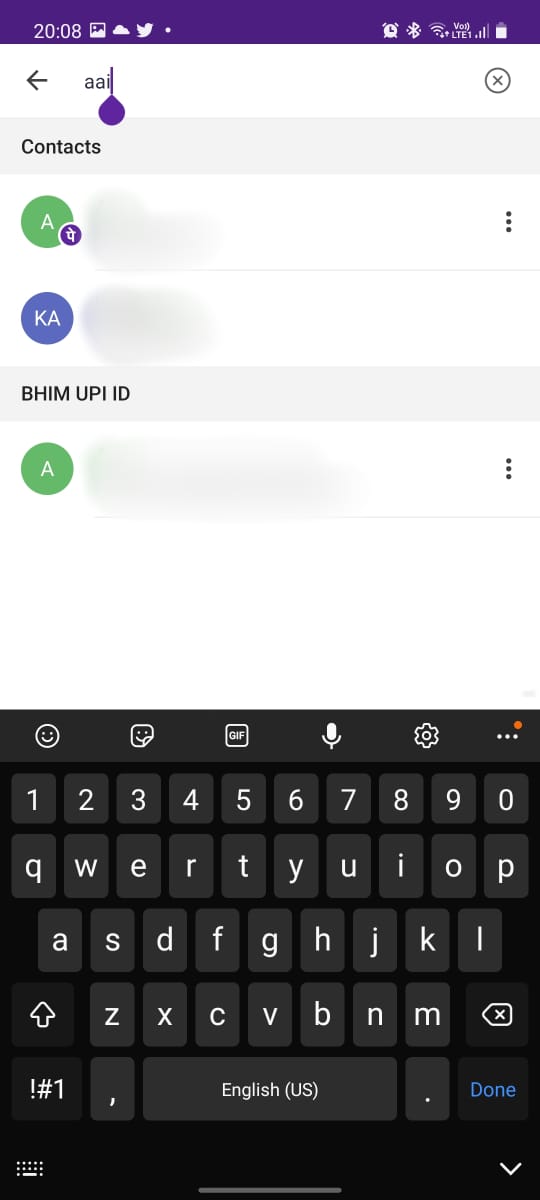 20:08 Vo)) LTE1
aai
Contacts
A पे
KA
BHIM UPI ID
A
GIF
1 2 3 4 5 6 7 8 9 0
q w e r t y u i o p
a s d f g h j k l
z x c v b n m
!#1 , English (US) . Done